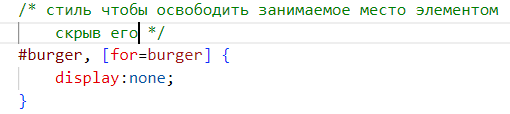 /* стиль чтобы освободить занимаемое место элементом
скрыв его */
#burger, [for=burger] {
display:none;
}